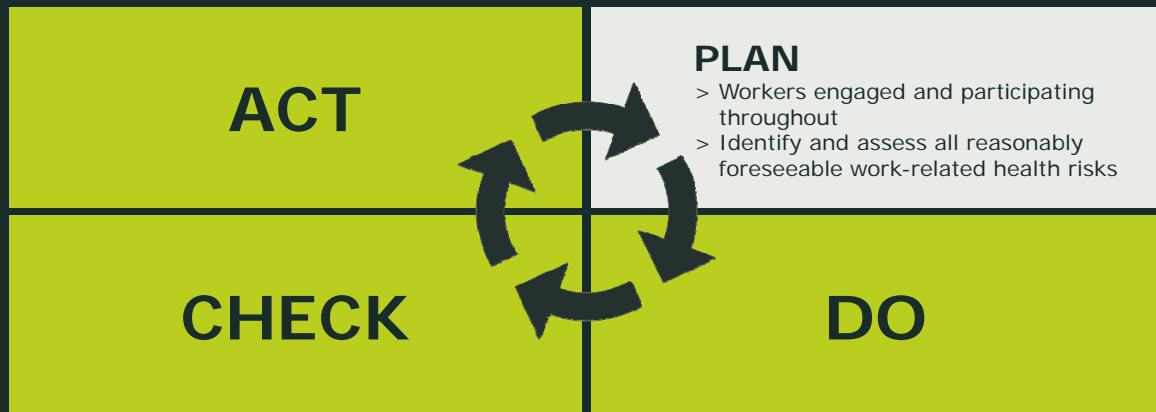 ACT
PLAN
> Workers engaged and participating
throughout
> Identify and assess all reasonably
foreseeable work-related health risks
CHECK
DO